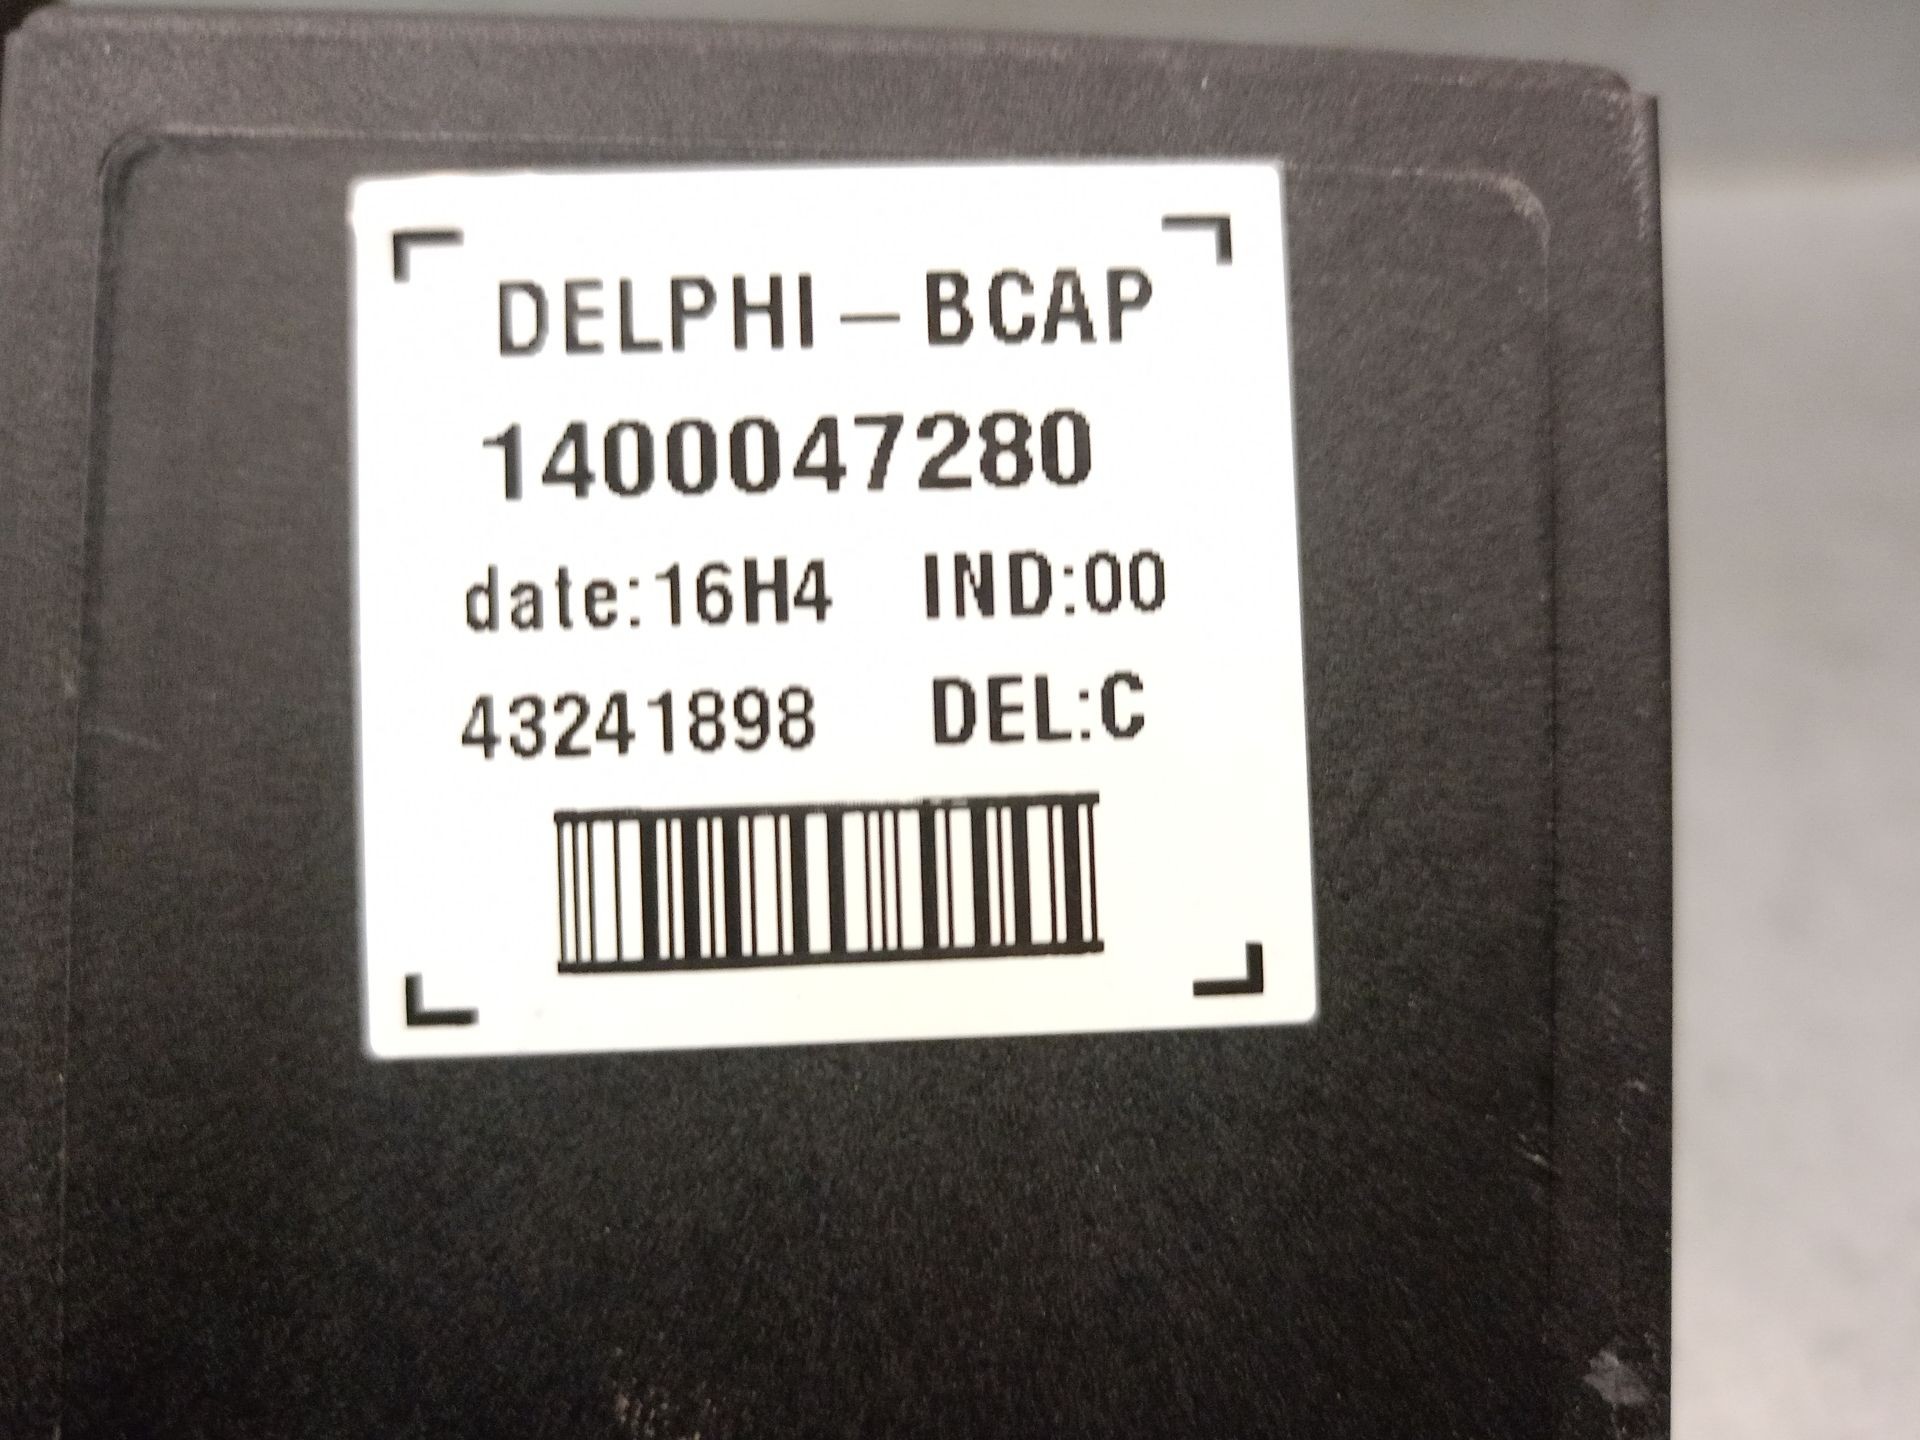 DELPHI – BCAP
1400047280
date:16H4 IND:00
43241898 DEL:C